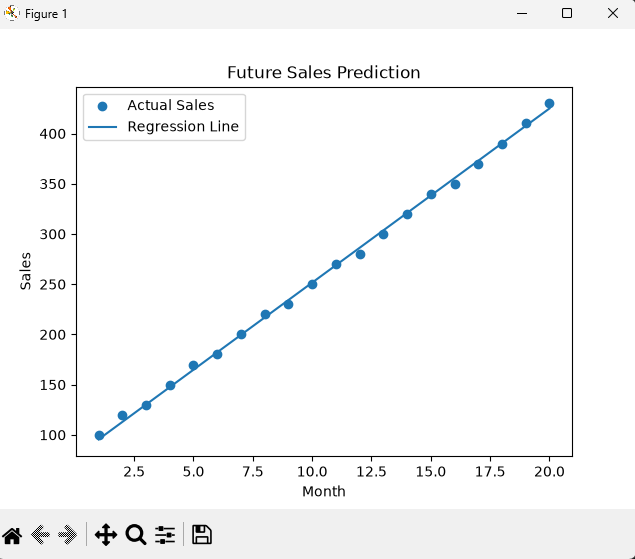 Figure 1
Future Sales Prediction
Actual Sales
Regression Line
400
350
300
250
200
150
100
Sales
2.5 5.0 7.5 10.0 12.5 15.0 17.5 20.0
Month